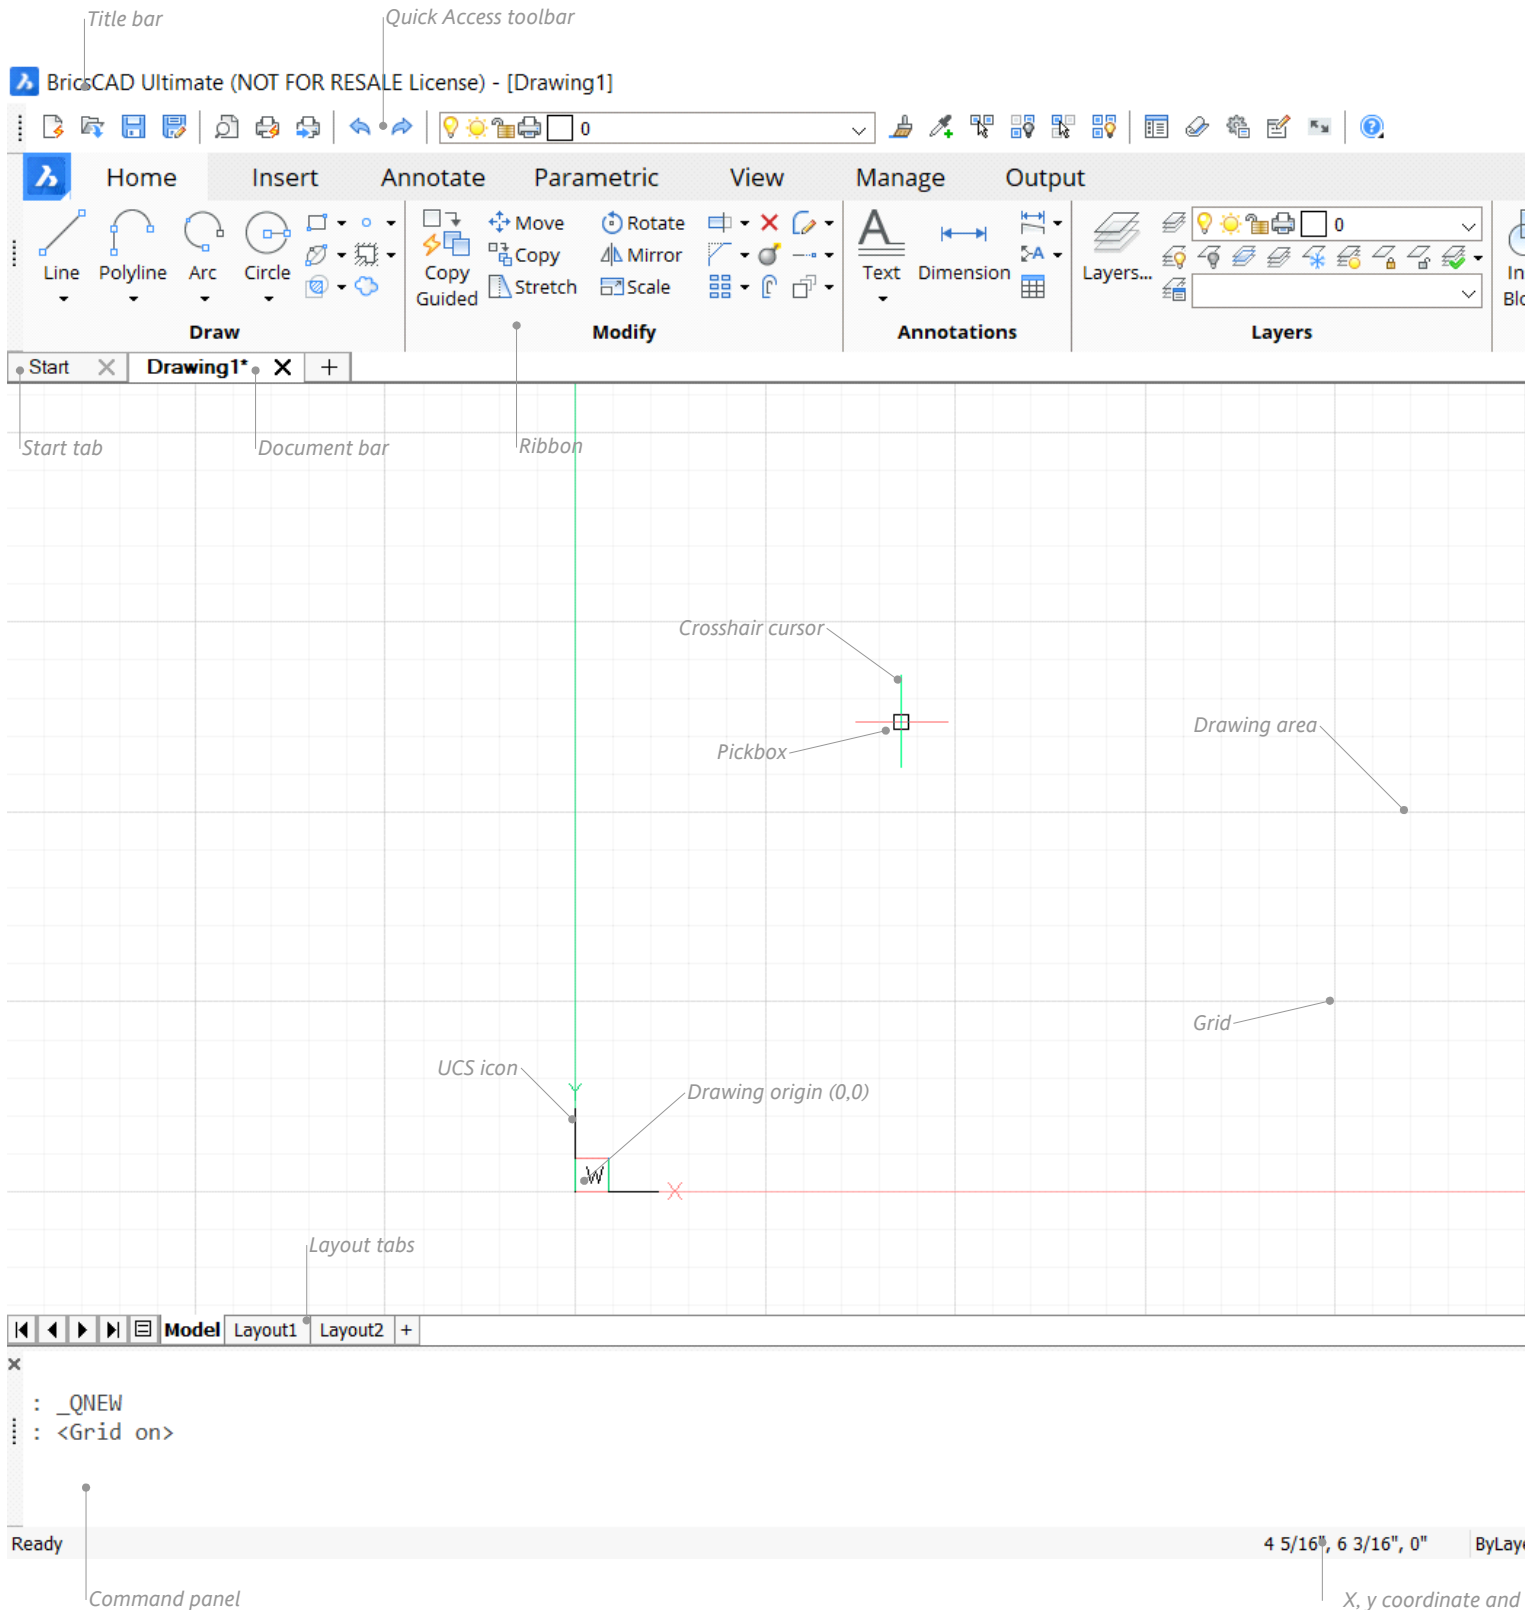 Title bar
Quick Access toolbar
BricsCAD Ultimate (NOT FOR RESALE License) - [Drawing1]
0
Home Insert Annotate Parametric View Manage Output
Line Polyline Arc Circle
Copy Guided
Move Rotate
Copy Mirror
Stretch Scale
Text Dimension
Layers...
0
In
Blo
Draw Modify Annotations Layers
Start Drawing1* +
Start tab
Document bar
Ribbon
Crosshair cursor
Pickbox
Drawing area
Grid
UCS icon
Drawing origin (0,0)
Y
W
X
Layout tabs
Model Layout1 Layout2 +
: _QNEW
: <Grid on>
Ready 4 5/16", 6 3/16", 0" ByLaye
Command panel
X, y coordinate and